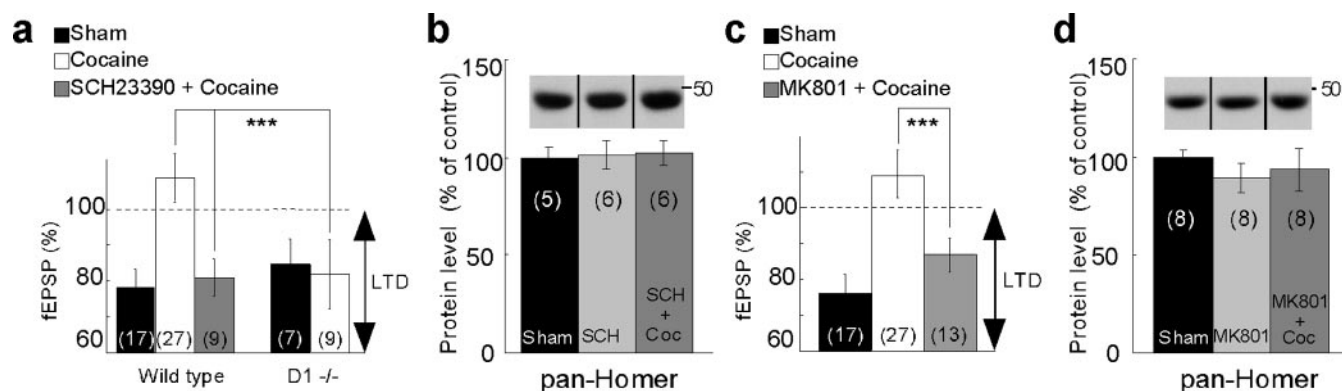 a
Sham
Cocaine
SCH23390 + Cocaine
***
fEPSP (%)
100
80
60
LTD
(17)
(27)
(9)
(7)
(9)
Wild type
D1 -/-
b
Protein level (% of control)
150
100
50
0
50
(5)
(6)
(6)
Sham
SCH
SCH
+
Coc
pan-Homer
c
Sham
Cocaine
MK801 + Cocaine
***
fEPSP (%)
100
80
60
LTD
(17)
(27)
(13)
d
Protein level (% of control)
150
100
50
0
50
(8)
(8)
(8)
Sham
MK801
MK801
+
Coc
pan-Homer